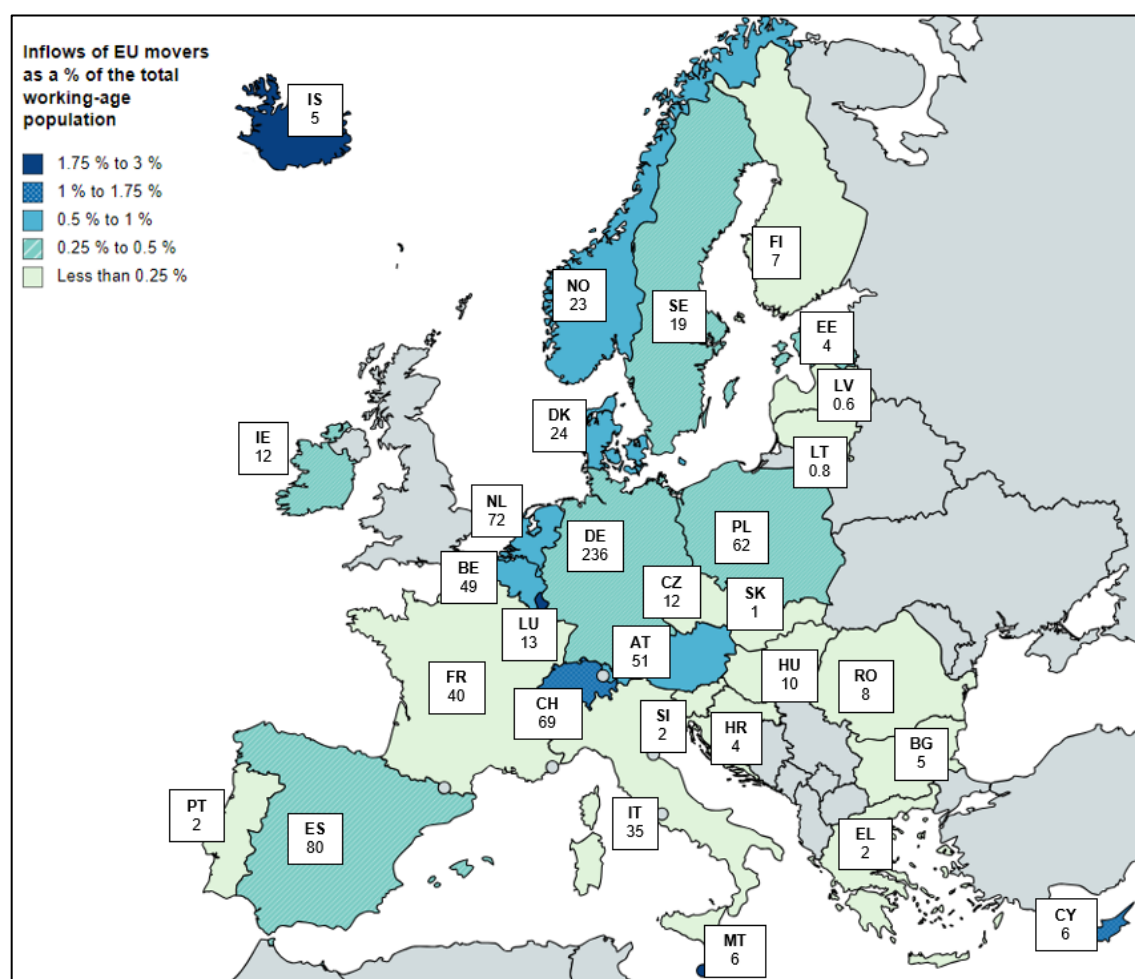 Inflows of EU movers
as a % of the total
working-age
population
1.75 % to 3 %
1 % to 1.75 %
0.5 % to 1 %
0.25 % to 0.5 %
Less than 0.25 %
IS
5
NO
23
SE
19
FI
7
EE
4
LV
0.6
LT
0.8
DK
24
IE
12
NL
72
DE
236
PL
62
BE
49
CZ
12
SK
1
LU
13
AT
51
HU
10
RO
8
FR
40
CH
69
SI
2
HR
4
BG
5
PT
2
ES
80
IT
35
EL
2
MT
6
CY
6